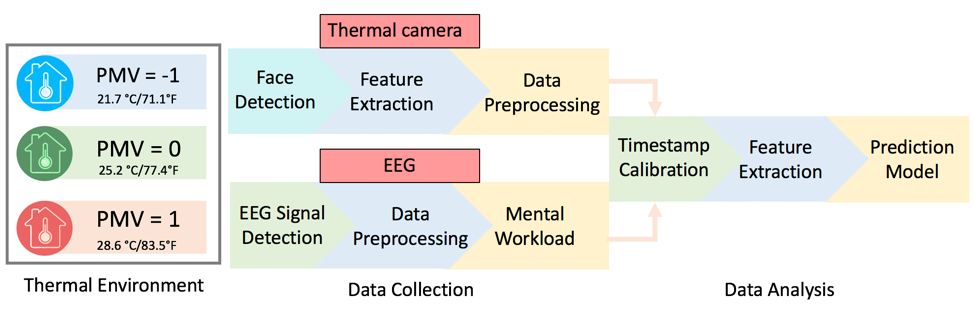 PMV = -1
21.7 °C/71.1°F
PMV = 0
25.2 °C/77.4°F
PMV = 1
28.6 °C/83.5°F
Thermal Environment
Thermal camera
Face
Detection
Feature
Extraction
Data
Preprocessing
EEG
EEG Signal
Detection
Data
Preprocessing
Mental
Workload
Data Collection
Timestamp
Calibration
Feature
Extraction
Prediction
Model
Data Analysis